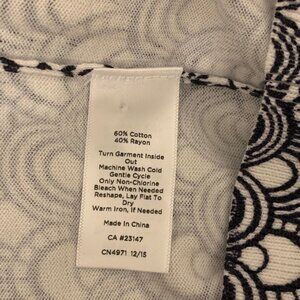 60% Cotton
40% Rayon
Turn Garment Inside
Out
Machine Wash Cold
Gentle Cycle
Only Non-Chlorine
Bleach When Needed
Reshape, Lay Flat To
Dry
Warm Iron, If Needed
Made In China
CA #23147
CN4971 12/15